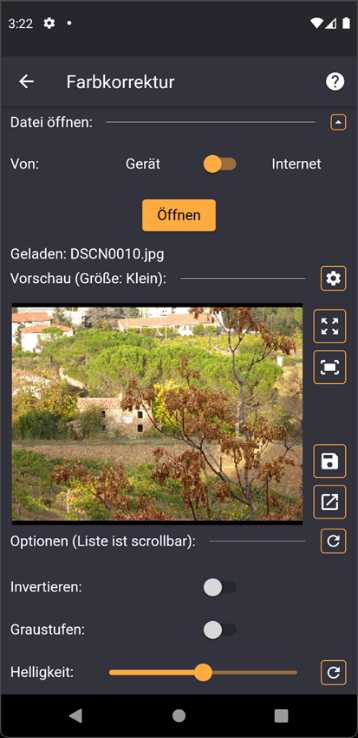 3:22
Farbkorrektur
Datei öffnen:
Von: Gerät Internet
Öffnen
Geladen: DSCN0010.jpg
Vorschau (Größe: Klein):
Optionen (Liste ist scrollbar):
Invertieren:
Graustufen:
Helligkeit: